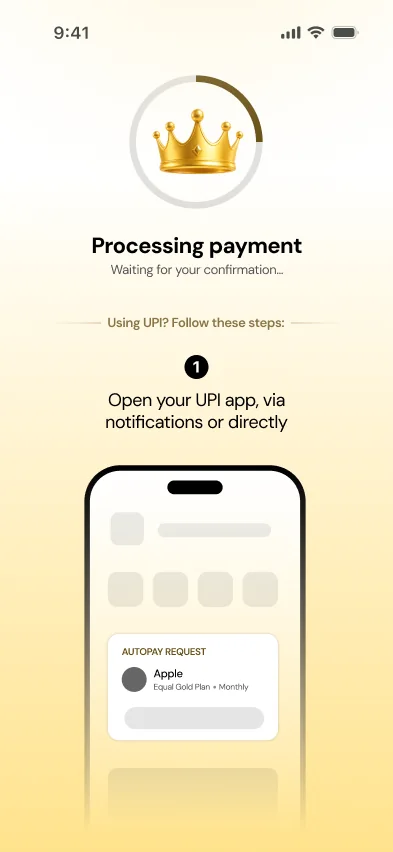 9:41
Processing payment
Waiting for your confirmation...
Using UPI? Follow these steps:
1
Open your UPI app, via
notifications or directly
AUTOPAY REQUEST
Apple
Equal Gold Plan • Monthly